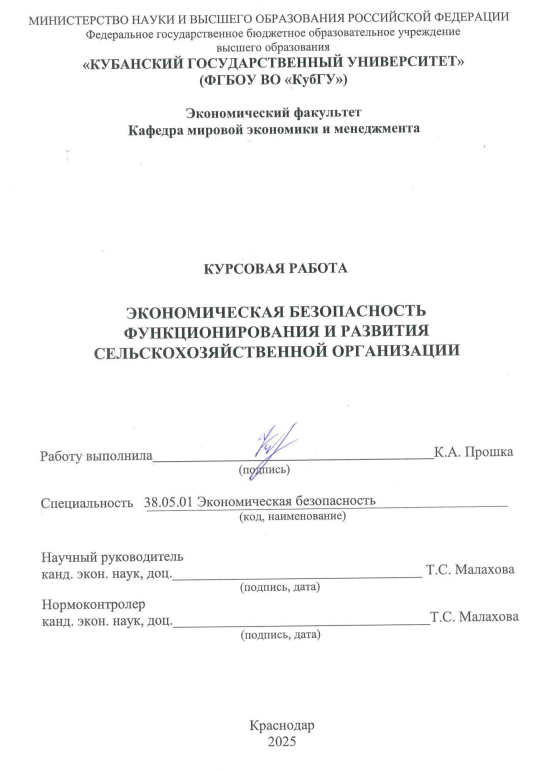 МИНИСТЕРСТВО НАУКИ И ВЫСШЕГО ОБРАЗОВАНИЯ РОССИЙСКОЙ ФЕДЕРАЦИИ
Федеральное государственное бюджетное образовательное учреждение
высшего образования
«КУБАНСКИЙ ГОСУДАРСТВЕННЫЙ УНИВЕРСИТЕТ»
(ФГБОУ ВО «КубГУ»)
Экономический факультет
Кафедра мировой экономики и менеджмента
КУРСОВАЯ РАБОТА
ЭКОНОМИЧЕСКАЯ БЕЗОПАСНОСТЬ
ФУНКЦИОНИРОВАНИЯ И РАЗВИТИЯ
СЕЛЬСКОХОЗЯЙСТВЕННОЙ ОРГАНИЗАЦИИ
Работу выполнила К.А. Прошка
(подпись)
Специальность 38.05.01 Экономическая безопасность
(код, наименование)
Научный руководитель
канд. экон. наук, доц. Т.С. Малахова
(подпись, дата)
Нормоконтролер
канд. экон. наук, доц. Т.С. Малахова
(подпись, дата)
Краснодар
2025